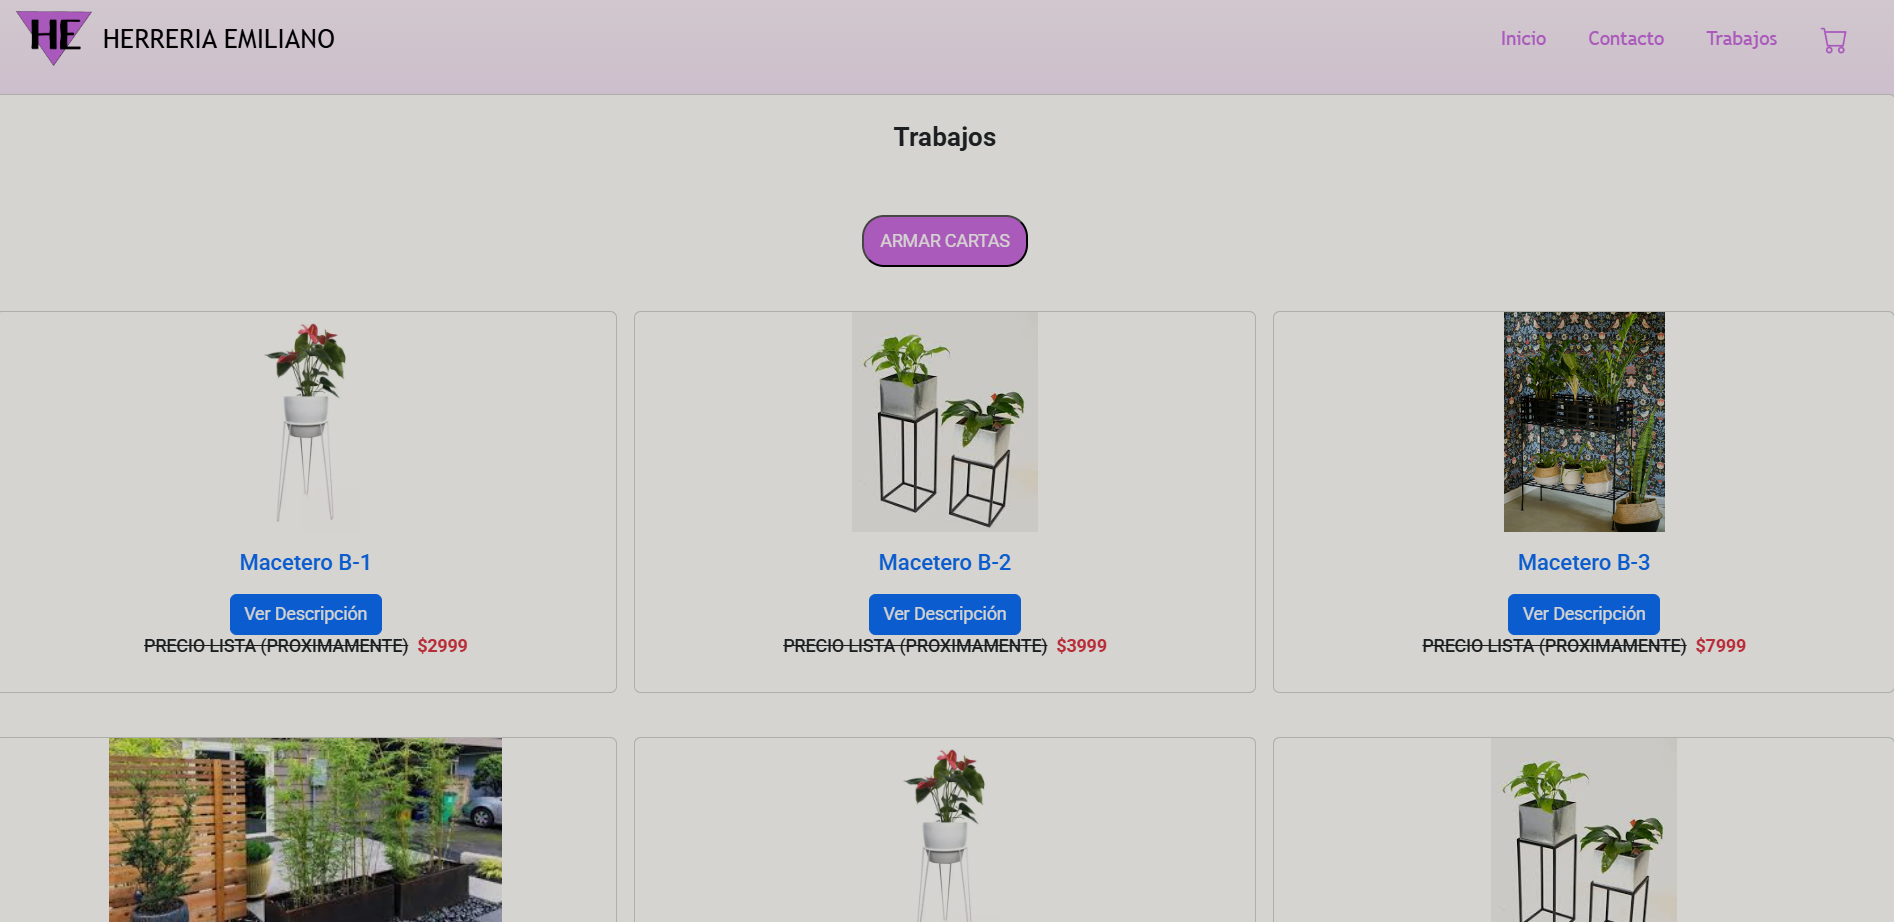 HE HERRERIA EMILIANO Inicio Contacto Trabajos
Trabajos
ARMAR CARTAS
Macetero B-1
Ver Descripción
PRECIO LISTA (PROXIMAMENTE) $2999
Macetero B-2
Ver Descripción
PRECIO LISTA (PROXIMAMENTE) $3999
Macetero B-3
Ver Descripción
PRECIO LISTA (PROXIMAMENTE) $7999